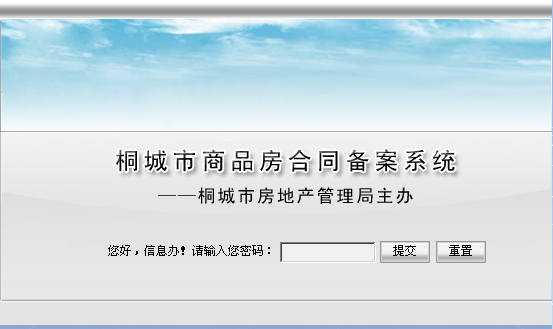 桐城市商品房合同备案系统
——桐城市房地产管理局主办
您好，信息办！请输入您密码： 提交 重置